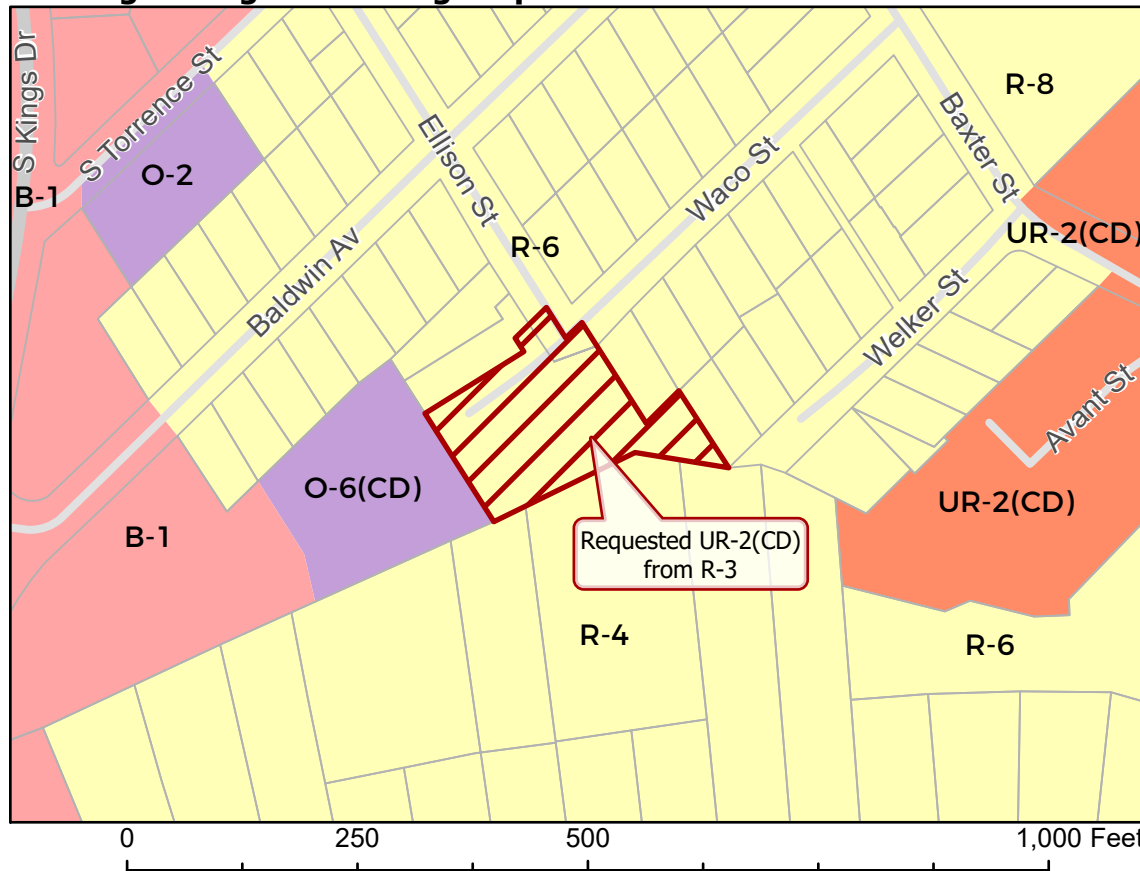 S Kings Dr
S Torrence St
Ellison St
Baxter St
R-8
O-2
B-1
Waco St
UR-2(CD)
R-6
Baldwin Av
Welker St
Avant St
O-6(CD)
UR-2(CD)
B-1
Requested UR-2(CD)
from R-3
R-4
R-6
0 250 500 1,000 Feet